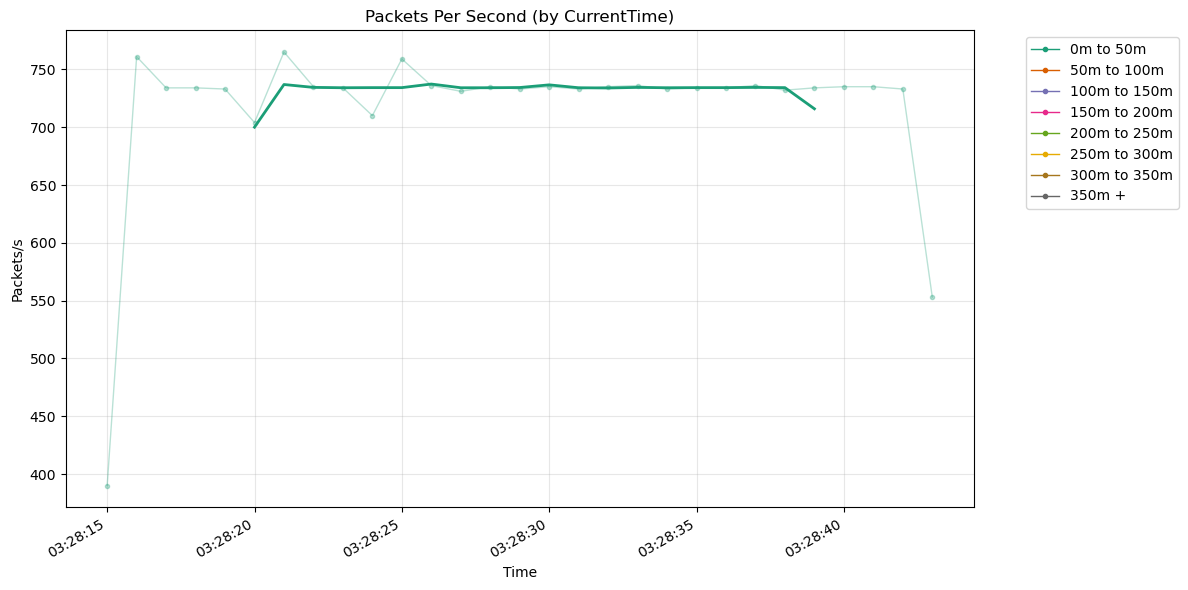 Packets Per Second (by CurrentTime)
Packets/s
750
700
650
600
550
500
450
400
03:28:15
03:28:20
03:28:25
03:28:30
03:28:35
03:28:40
Time
0m to 50m
50m to 100m
100m to 150m
150m to 200m
200m to 250m
250m to 300m
300m to 350m
350m +